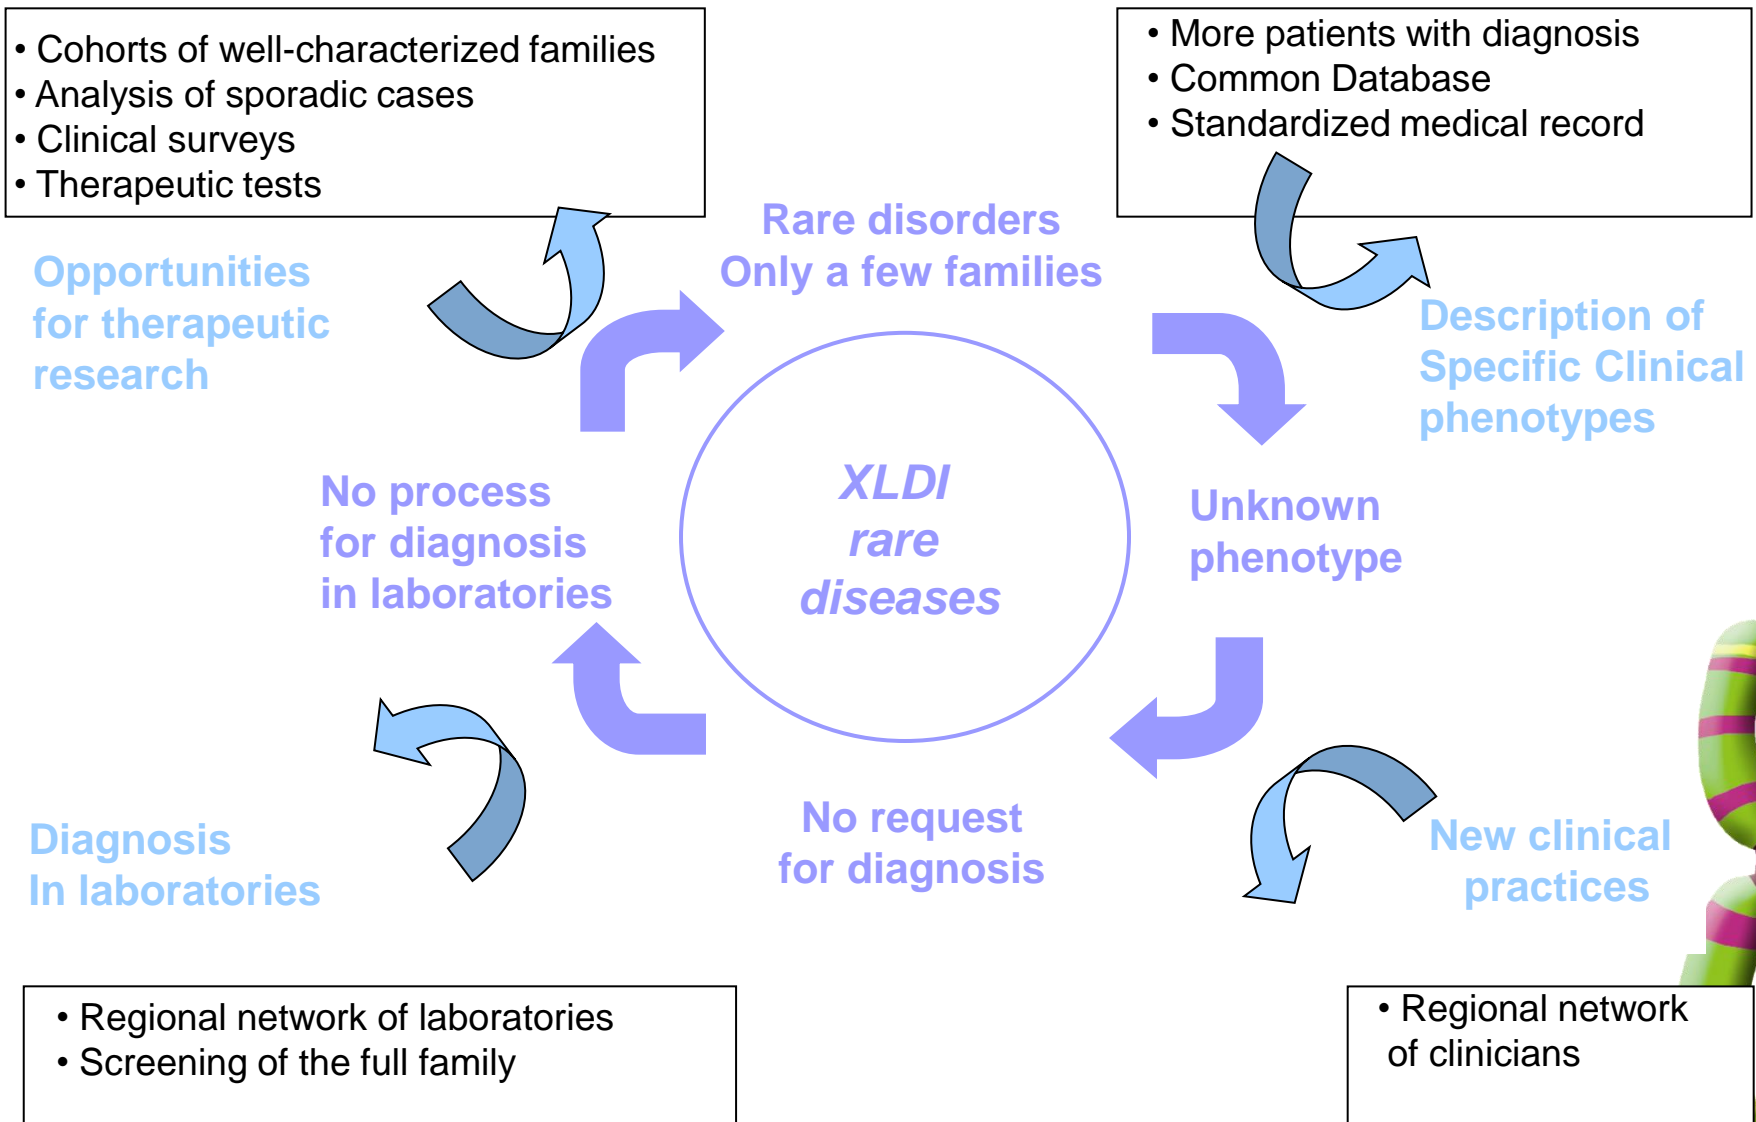 • Cohorts of well-characterized families
• Analysis of sporadic cases
• Clinical surveys
• Therapeutic tests
• More patients with diagnosis
• Common Database
• Standardized medical record
Rare disorders
Only a few families
Opportunities
for therapeutic
research
Description of
Specific Clinical
phenotypes
XLDI
rare
diseases
No process
for diagnosis
in laboratories
Unknown
phenotype
No request
for diagnosis
Diagnosis
In laboratories
New clinical
practices
• Regional network of laboratories
• Screening of the full family
• Regional network
of clinicians